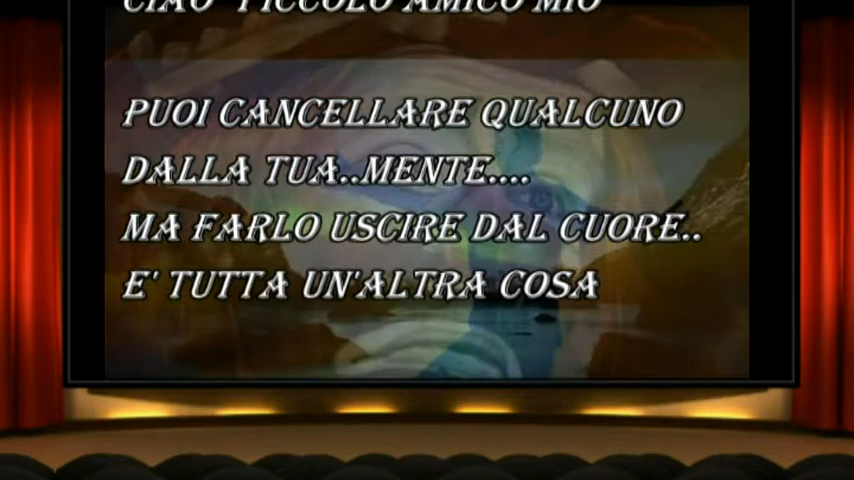 CIAO PICCOLO AMICO MIO
PUOI CANCELLARE QUALCUNO
DALLA TUA..MENTE....
MA FARLO USCIRE DAL CUORE..
E' TUTTA UN'ALTRA COSA